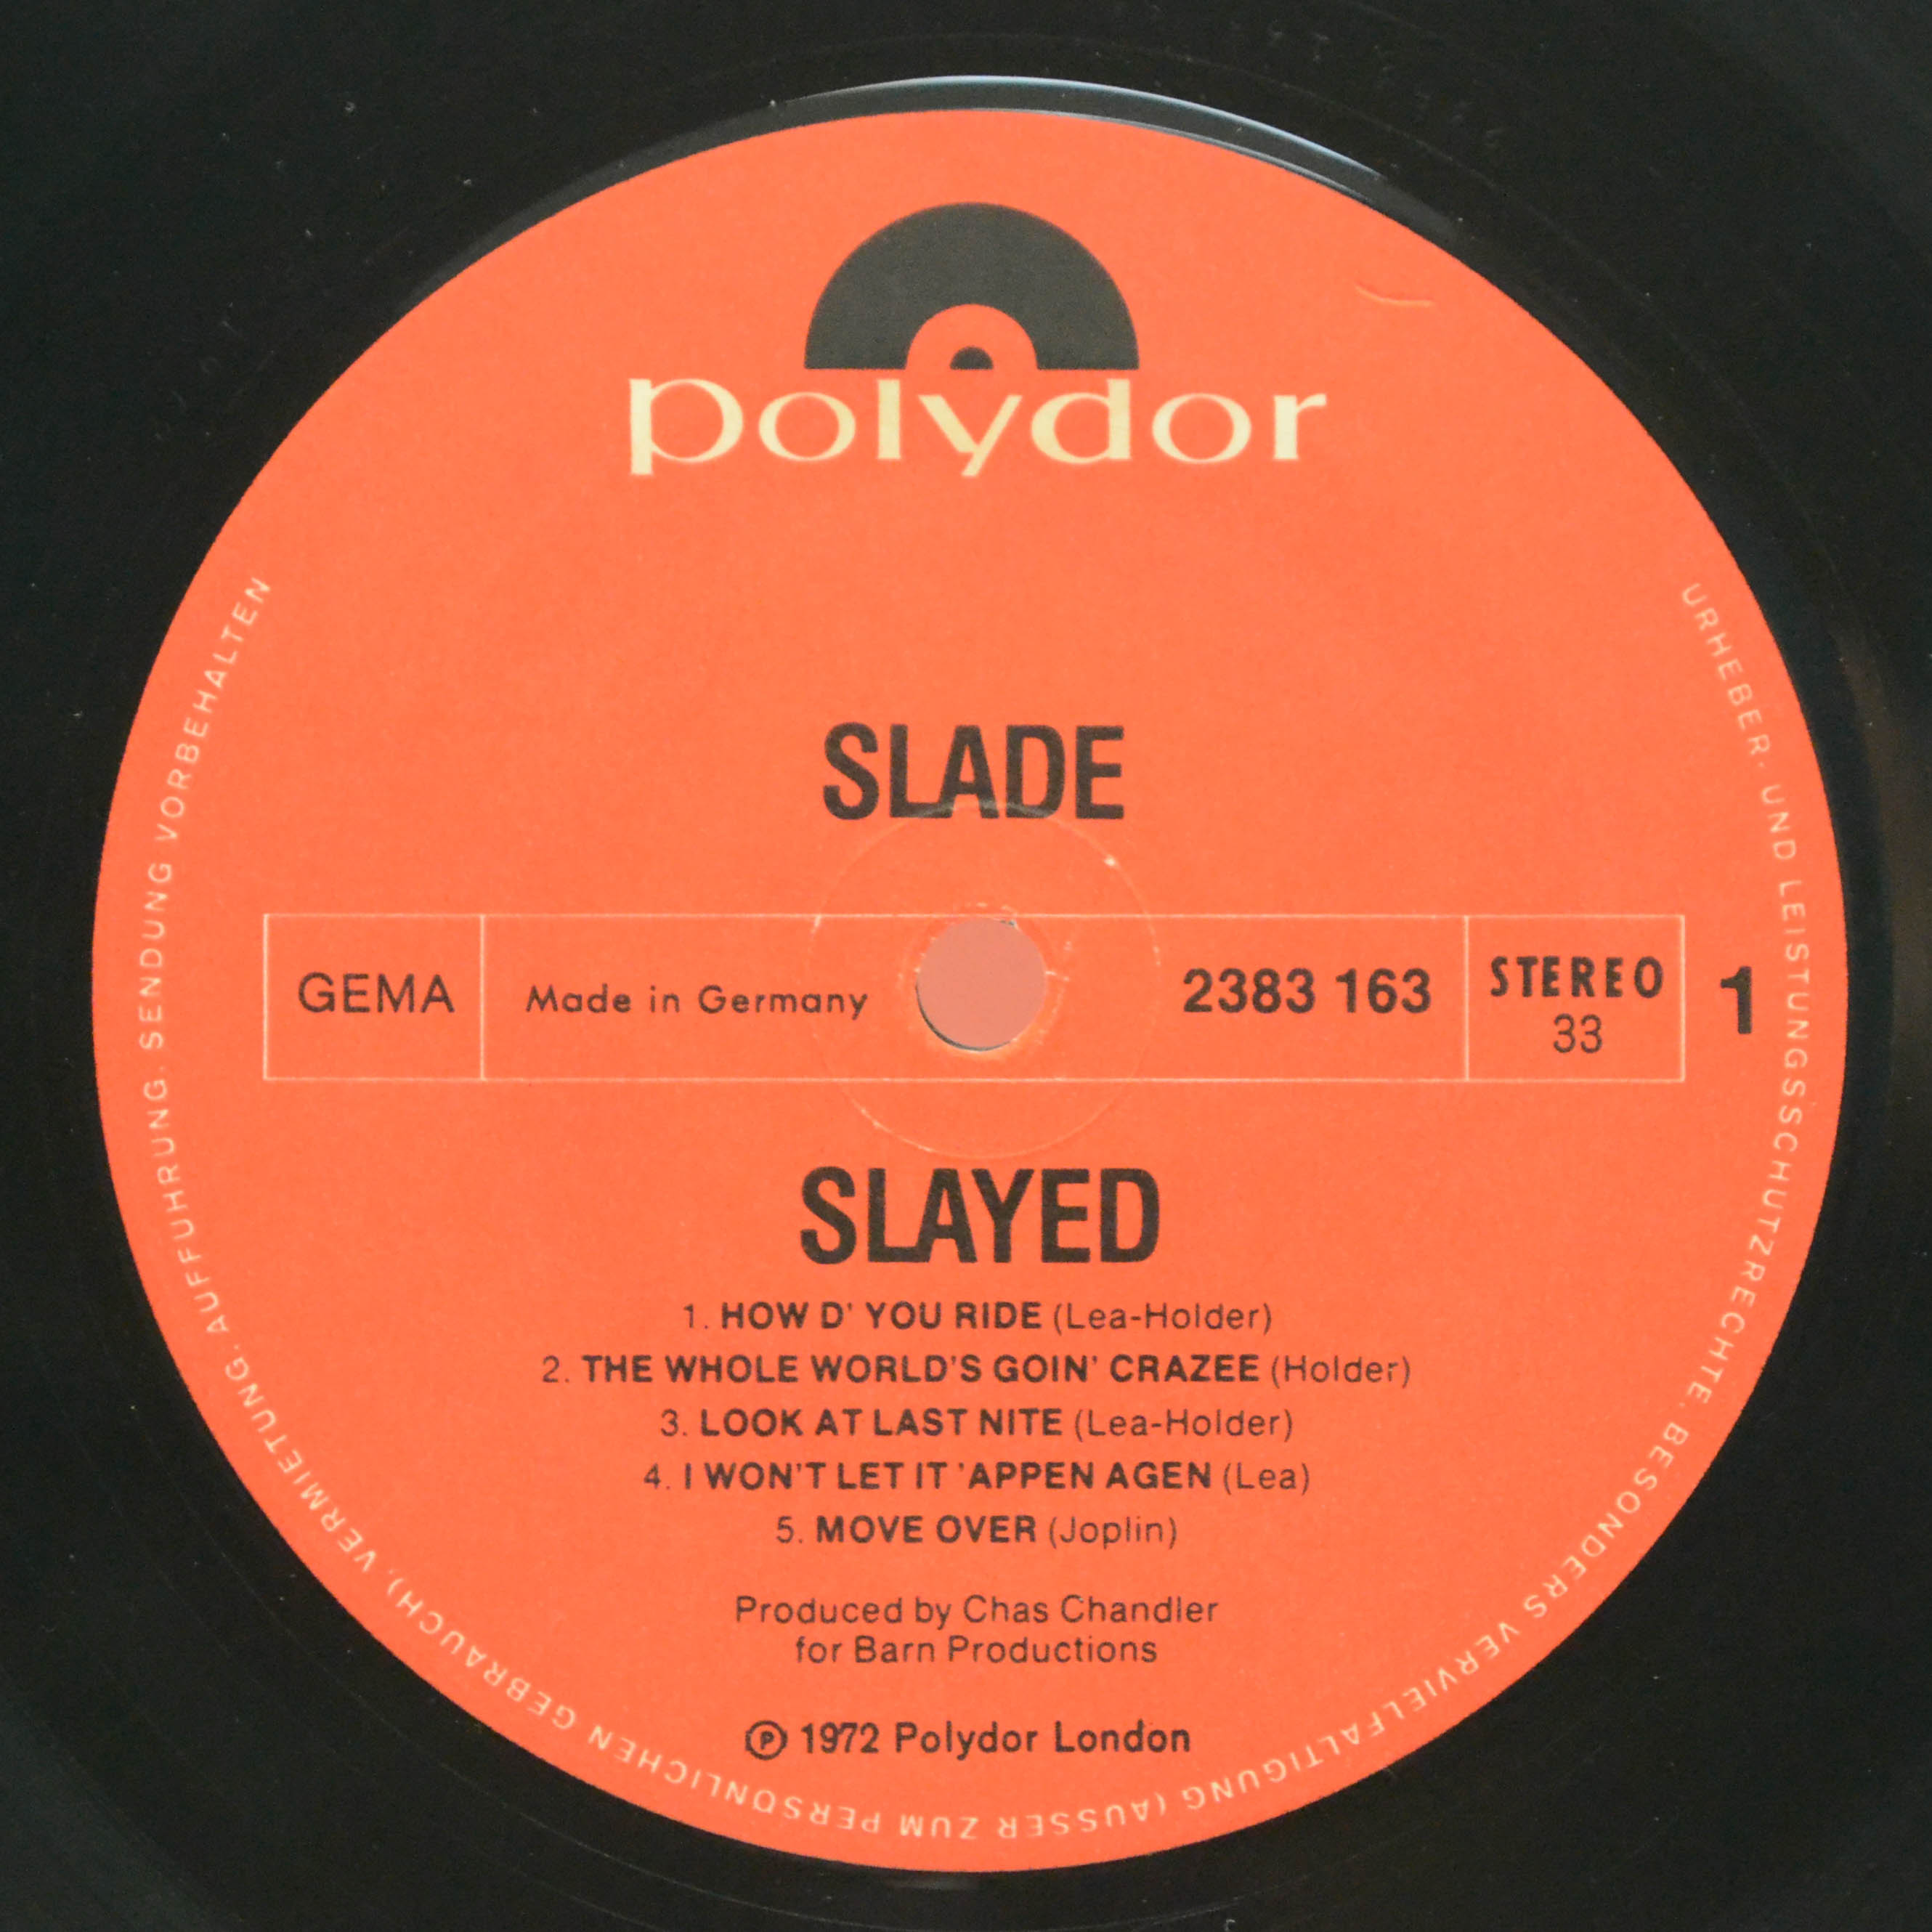 polydor
SLADE
GEMA
Made in Germany
2383 163
STEREO
33
1
SLAYED
1. HOW D' YOU RIDE (Lea-Holder)
2. THE WHOLE WORLD'S GOIN' CRAZEE (Holder)
3. LOOK AT LAST NITE (Lea-Holder)
4. I WON'T LET IT 'APPEN AGEN (Lea)
5. MOVE OVER (Joplin)
Produced by Chas Chandler
for Barn Productions
℗ 1972 Polydor London
URHEBER- UND LEISTUNGSSCHUTZRECHTE, BESONDERS VERVIELFÄLTIGUNG (AUSSER ZUM PERSÖNLICHEN GEBRAUCH), VERMIETUNG, AUFFÜHRUNG, SENDUNG VORBEHALTEN